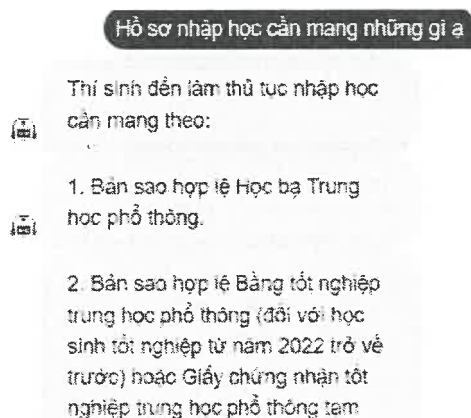 Hồ sơ nhập học cần mang những gì ạ
Thí sinh đến làm thủ tục nhập học
cần mang theo:
1. Bản sao hợp lệ Học bạ Trung
học phổ thông.
2. Bản sao hợp lệ Bằng tốt nghiệp
trung học phổ thông (đối với học
sinh tốt nghiệp từ năm 2022 trở về
trước) hoặc Giấy chứng nhận tốt
nghiệp trung học phổ thông tạm